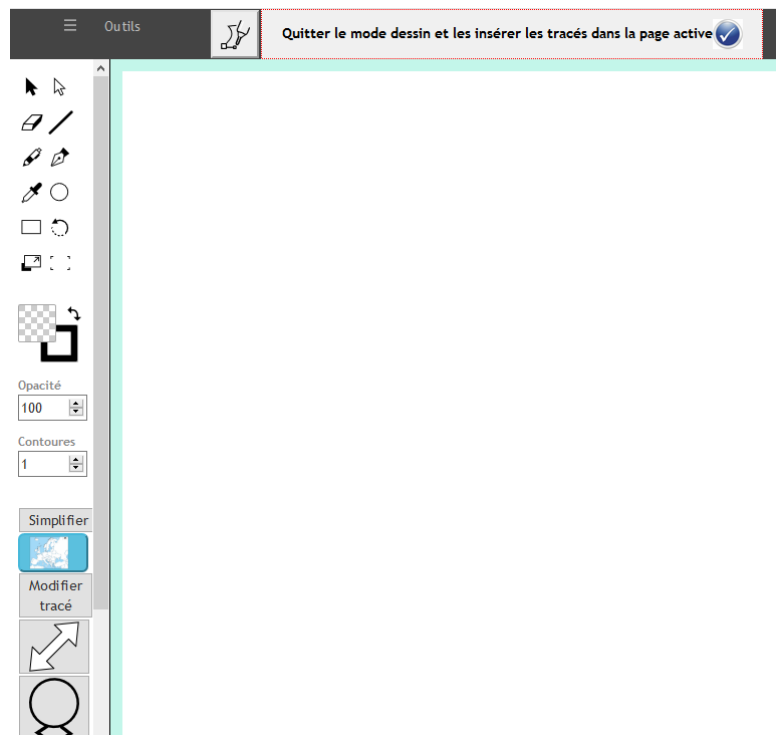 Outils
Quitter le mode dessin et les insérer les tracés dans la page active
Opacité
100
Contoures
1
Simplifier
Modifier
tracé